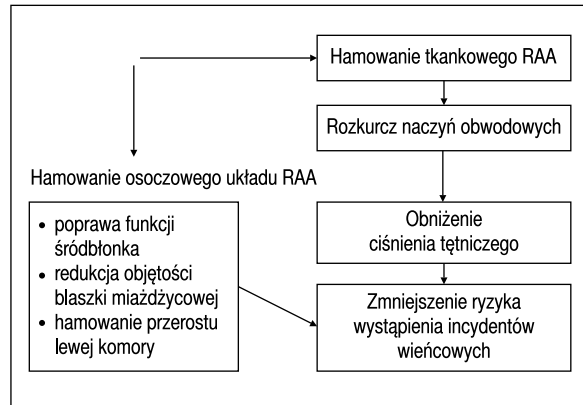 Hamowanie tkankowego RAA
Rozkurcz naczyń obwodowych
Hamowanie osoczowego układu RAA
• poprawa funkcji
śródbłonka
• redukcja objętości
blaszki miażdżycowej
• hamowanie przerostu
lewej komory
Obniżenie
ciśnienia tętniczego
Zmniejszenie ryzyka
wystąpienia incydentów
wieńcowych